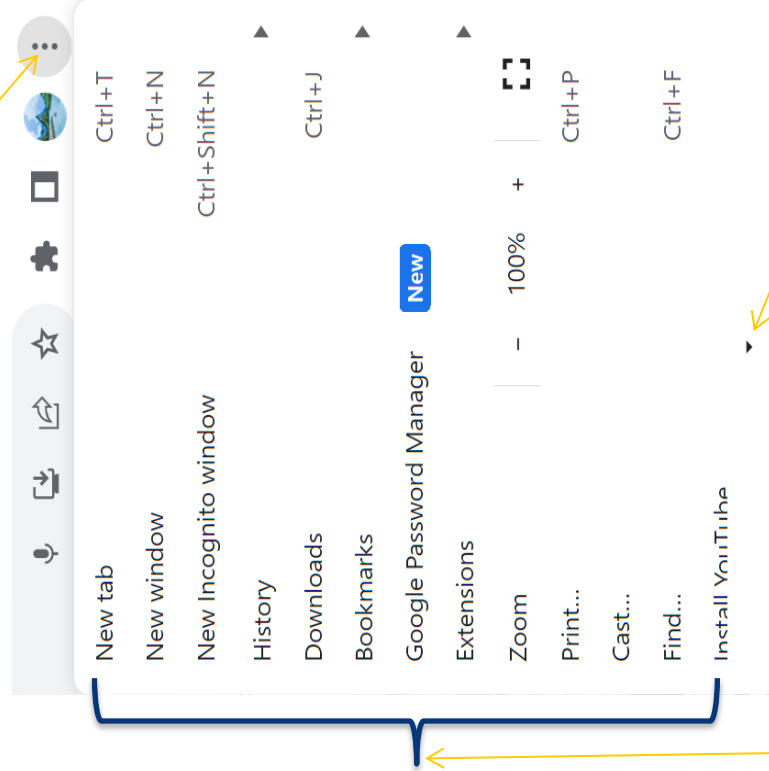 New tab Ctrl+T
New window Ctrl+N
New Incognito window Ctrl+Shift+N
History
Downloads Ctrl+J
Bookmarks
Google Password Manager New
Extensions
Zoom − 100% +
Print... Ctrl+P
Cast...
Find... Ctrl+F
Install YouTube